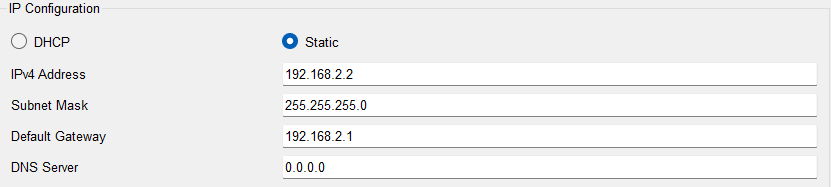 IP Configuration
DHCP Static
IPv4 Address 192.168.2.2
Subnet Mask 255.255.255.0
Default Gateway 192.168.2.1
DNS Server 0.0.0.0